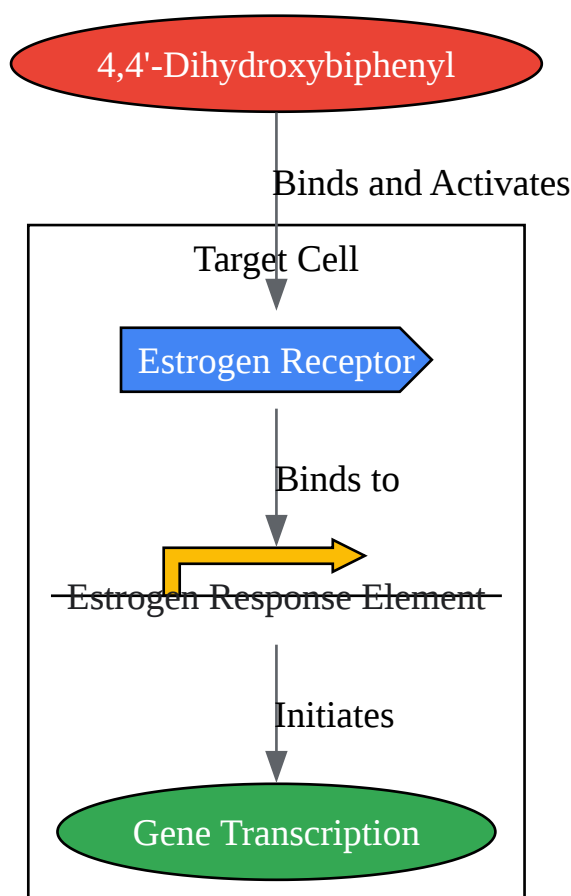 4,4'-Dihydroxybiphenyl
Binds and Activates
Target Cell
Estrogen Receptor
Binds to
Estrogen Response Element
Initiates
Gene Transcription